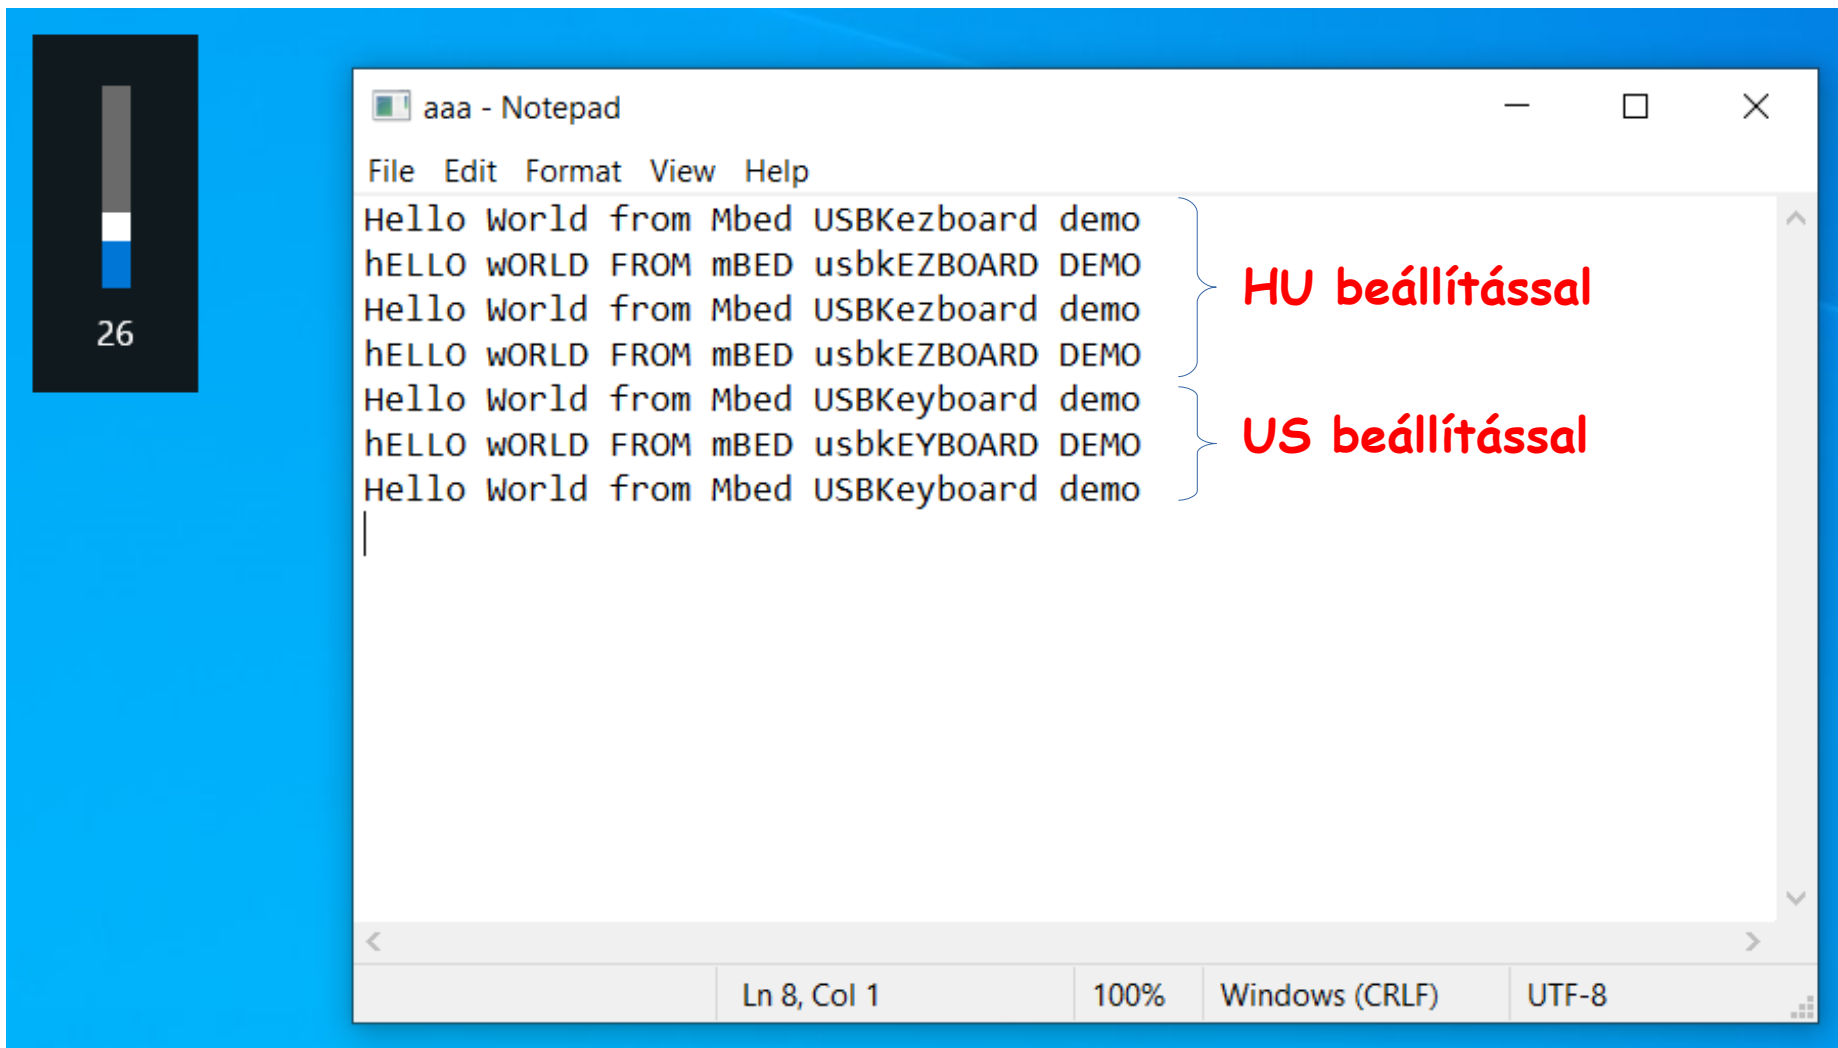 26
aaa - Notepad
File Edit Format View Help
Hello World from Mbed USBKezboard demo
hELLO wORLD FROM mBED usbkEZBOARD DEMO
Hello World from Mbed USBKezboard demo
hELLO wORLD FROM mBED usbkEZBOARD DEMO
HU beállítással
Hello World from Mbed USBKeyboard demo
hELLO wORLD FROM mBED usbkEYBOARD DEMO
Hello World from Mbed USBKeyboard demo
US beállítással
Ln 8, Col 1 100% Windows (CRLF) UTF-8